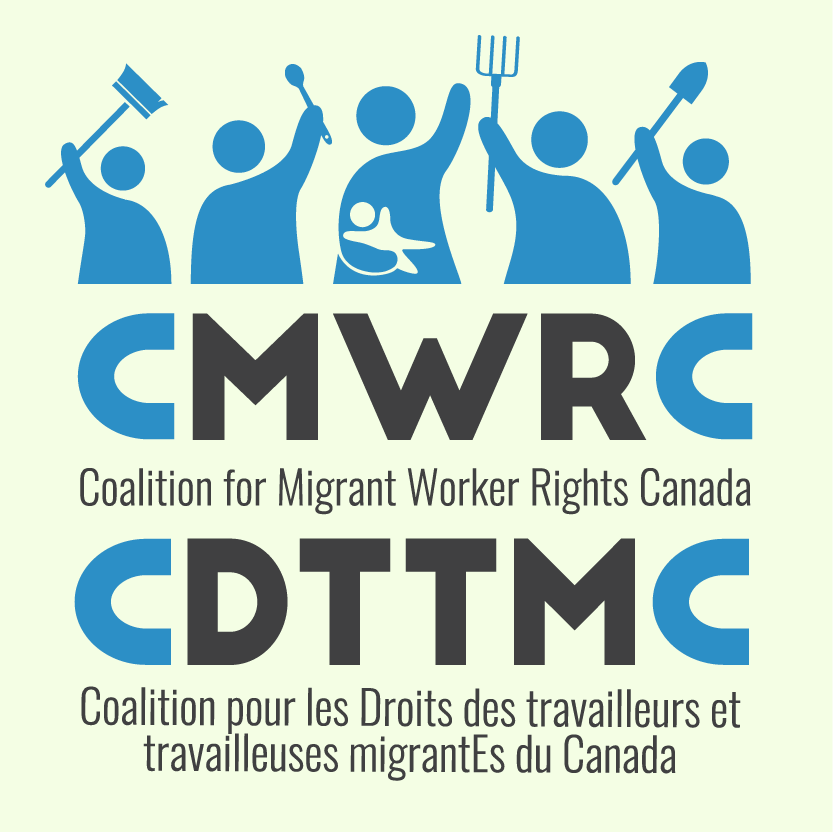 CMWRC
Coalition for Migrant Worker Rights Canada
CDTTMC
Coalition pour les Droits des travailleurs et
travailleuses migrantEs du Canada